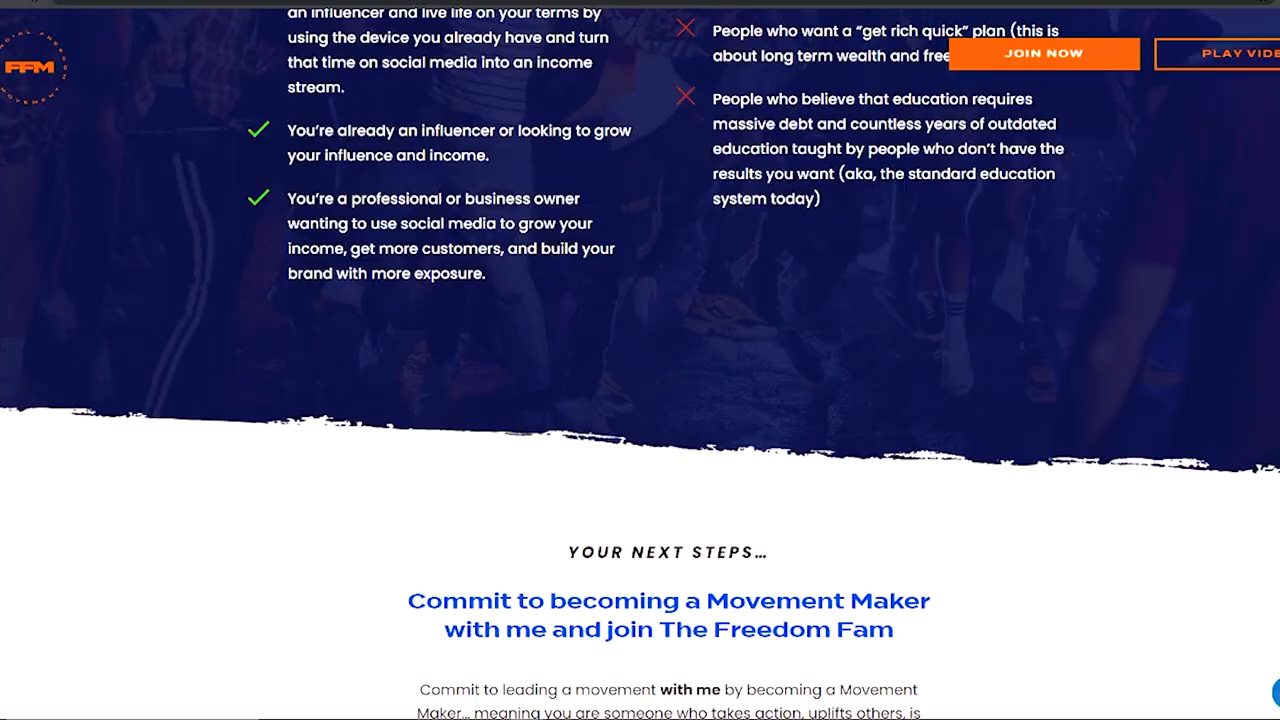 an influencer and live life on your terms by
using the device you already have and turn
that time on social media into an income
stream.
You're already an influencer or looking to grow
your influence and income.
You're a professional or business owner
wanting to use social media to grow your
income, get more customers, and build your
brand with more exposure.
People who want a “get rich quick” plan (this is
about long term wealth and free
People who believe that education requires
massive debt and countless years of outdated
education taught by people who don't have the
results you want (aka, the standard education
system today)
FFM
MOVEMENT
JOIN NOW
PLAY VIDE
YOUR NEXT STEPS...
Commit to becoming a Movement Maker
with me and join The Freedom Fam
Commit to leading a movement with me by becoming a Movement
Maker... meaning you are someone who takes action, uplifts others, is